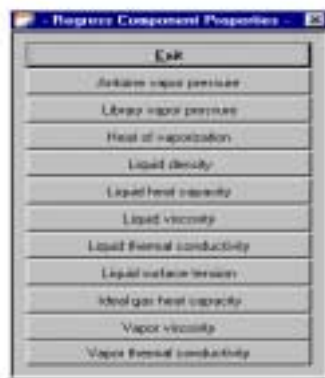 - Regress Component Properties -
Exit
Antoine vapor pressure
Library vapor pressure
Heat of vaporization
Liquid density
Liquid heat capacity
Liquid viscosity
Liquid thermal conductivity
Liquid surface tension
Ideal gas heat capacity
Vapor viscosity
Vapor thermal conductivity